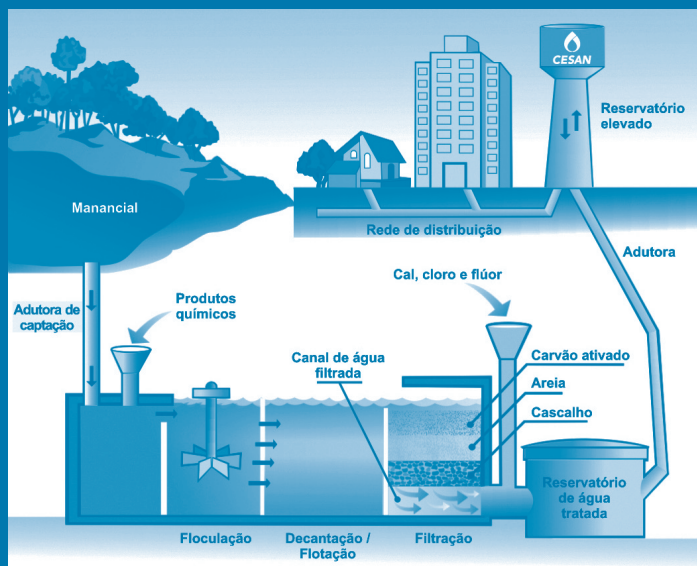 CESAN
Reservatório
elevado
Manancial
Rede de distribuição
Adutora
Adutora de
captação
Produtos
químicos
Cal, cloro e flúor
Canal de água
filtrada
Carvão ativado
Areia
Cascalho
Reservatório
de água
tratada
Floculação
Decantação /
Flotação
Filtração